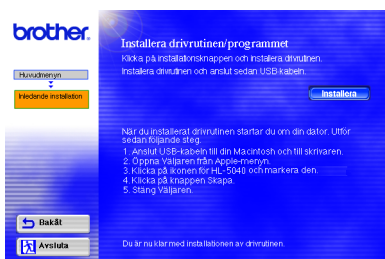 brother.
Huvudmenyn
Inledande installation
Installera drivrutinen/programmet
Klicka på installationsknappen och installera drivrutinen.
Installera drivrutinen och anslut sedan USB-kabeln.
Installera
När du installerat drivrutinen startar du om din dator. Utför
sedan följande steg.
1. Anslut USB-kabeln till din Macintosh och till skrivaren.
2. Öppna Väljaren från Apple-menyn.
3. Klicka på ikonen för HL-5040 och markera den.
4. Klicka på knappen Skapa.
5. Stäng Väljaren.
Bakåt
Avsluta
Du är nu klar med installationen av drivrutinen.